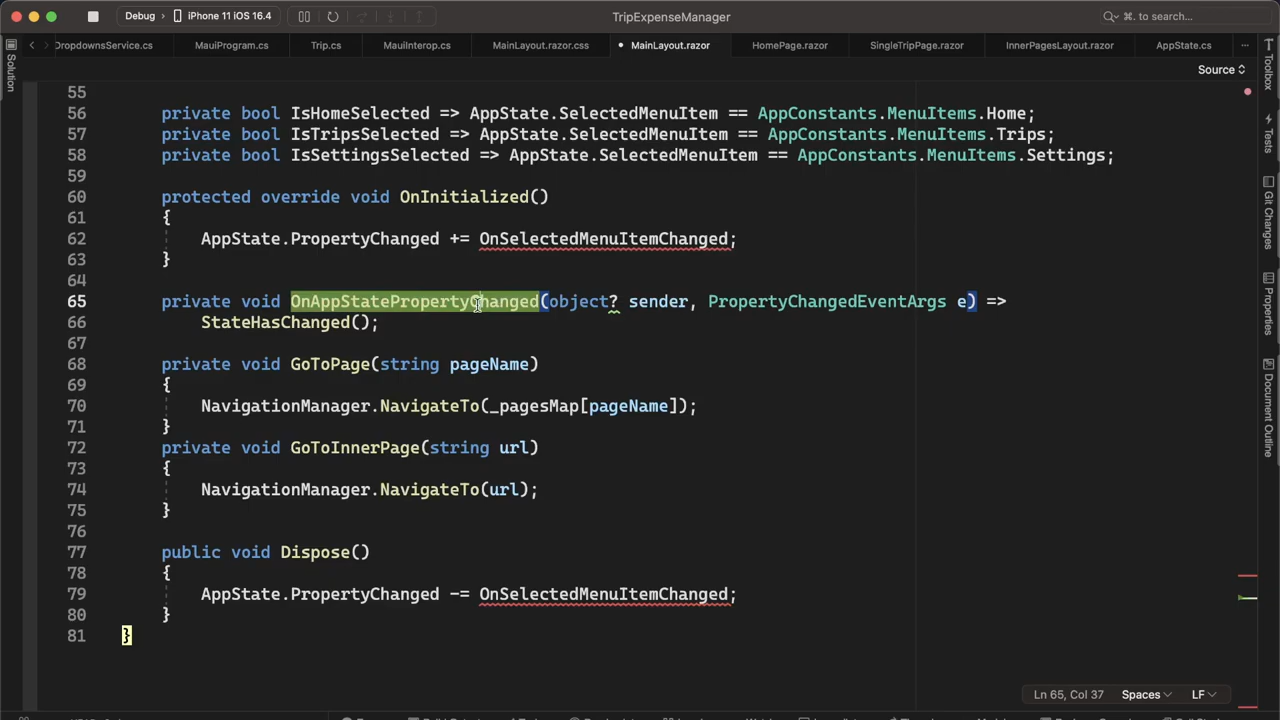 Debug > iPhone 11 iOS 16.4
TripExpenseManager
⌘. to search...
DropdownsService.cs
MauiProgram.cs
Trip.cs
MauiInterop.cs
MainLayout.razor.css
MainLayout.razor
HomePage.razor
SingleTripPage.razor
InnerPagesLayout.razor
AppState.cs
Source
Solution
Toolbox
Tests
Git Changes
Properties
Document Outline
55
56 private bool IsHomeSelected => AppState.SelectedMenuItem == AppConstants.MenuItems.Home;
57 private bool IsTripsSelected => AppState.SelectedMenuItem == AppConstants.MenuItems.Trips;
58 private bool IsSettingsSelected => AppState.SelectedMenuItem == AppConstants.MenuItems.Settings;
59
60 protected override void OnInitialized()
61 {
62 AppState.PropertyChanged += OnSelectedMenuItemChanged;
63 }
64
65 private void OnAppStatePropertyChanged(object? sender, PropertyChangedEventArgs e) =>
66 StateHasChanged();
67
68 private void GoToPage(string pageName)
69 {
70 NavigationManager.NavigateTo(_pagesMap[pageName]);
71 }
72 private void GoToInnerPage(string url)
73 {
74 NavigationManager.NavigateTo(url);
75 }
76
77 public void Dispose()
78 {
79 AppState.PropertyChanged -= OnSelectedMenuItemChanged;
80 }
81 }
Ln 65, Col 37 Spaces LF